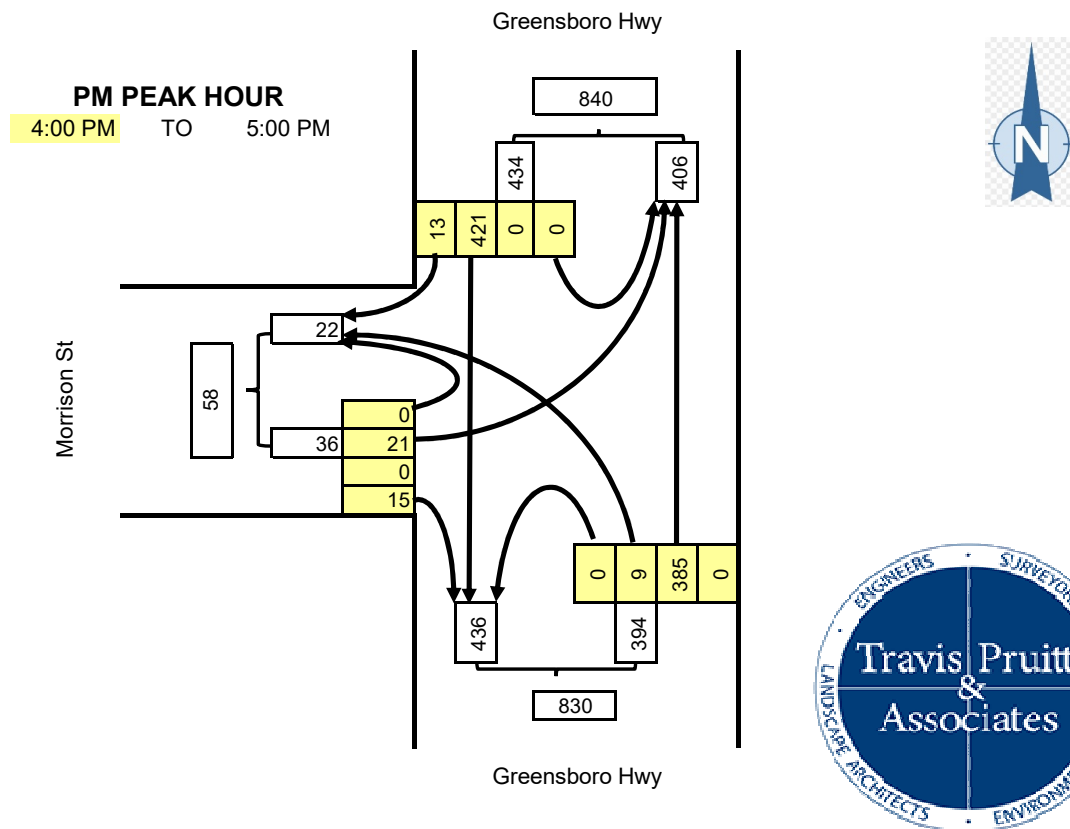 Greensboro Hwy
PM PEAK HOUR
4:00 PM TO 5:00 PM
840
434
406
13 421 0 0
N
22
58
Morrison St
0
36 21
0
15
0 9 385 0
436
394
830
Greensboro Hwy
ENGINEERS
Travis Pruitt
&
Associates
LANDSCAPE ARCHITECTS